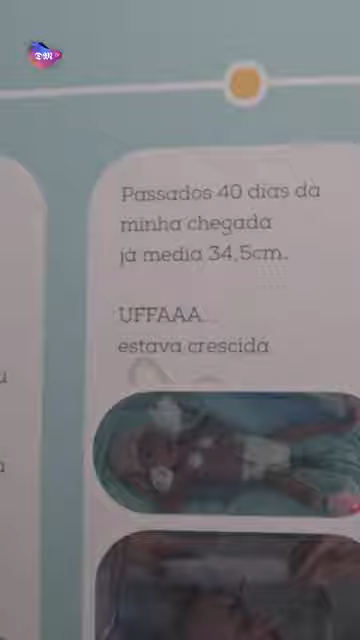 Passados 40 dias da
minha chegada
já media 34,5cm.
UFFAAA...
estava crescida